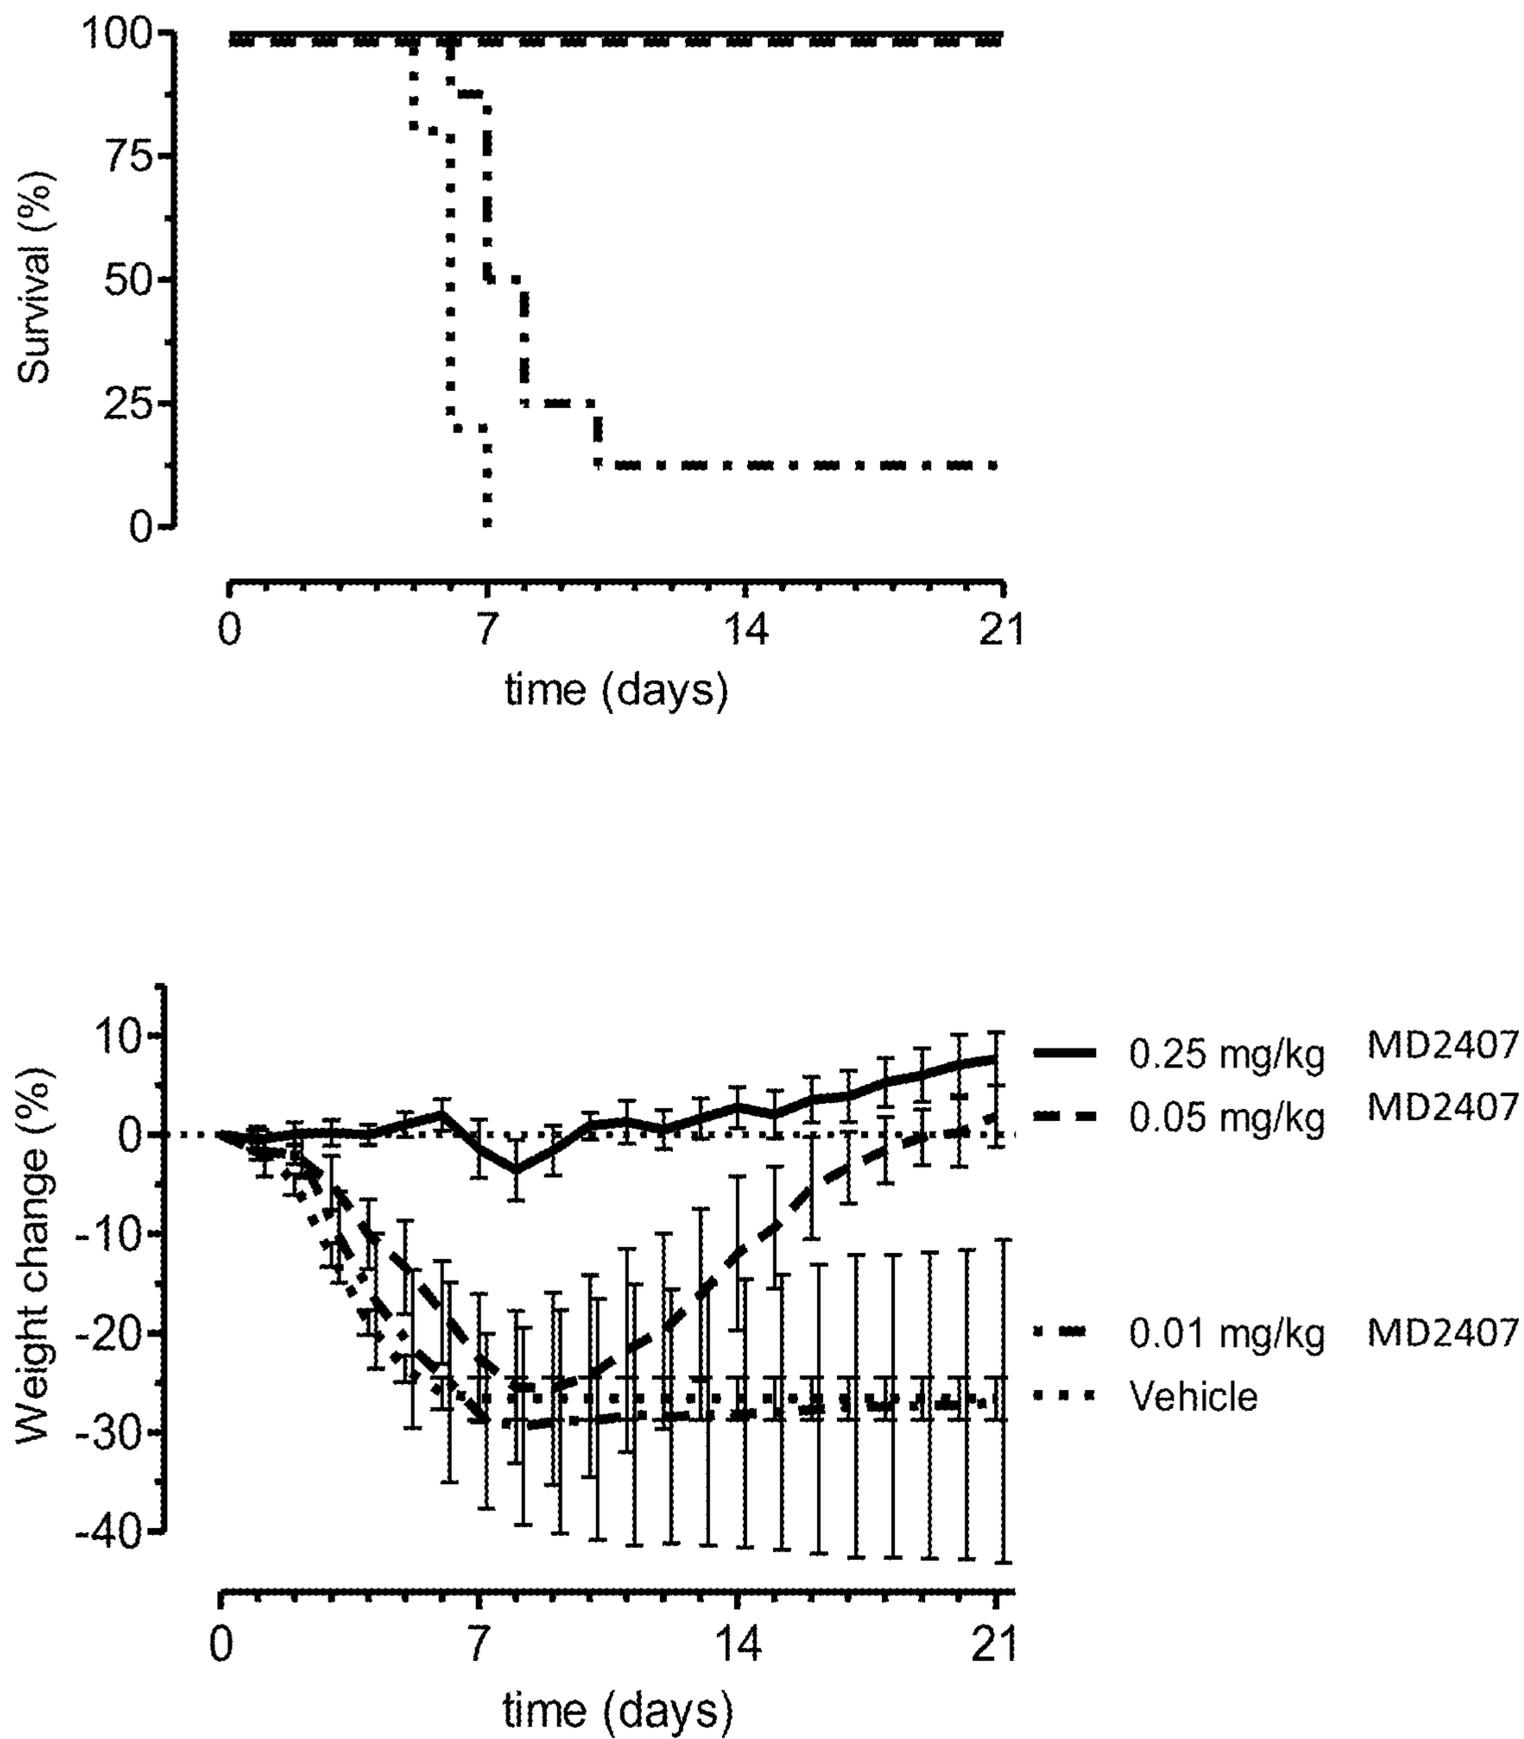 Survival (%)
100
75
50
25
0
0 7 14 21
time (days)
Weight change (%)
10
0
-10
-20
-30
-40
0 7 14 21
time (days)
0.25 mg/kg MD2407
0.05 mg/kg MD2407
0.01 mg/kg MD2407
Vehicle